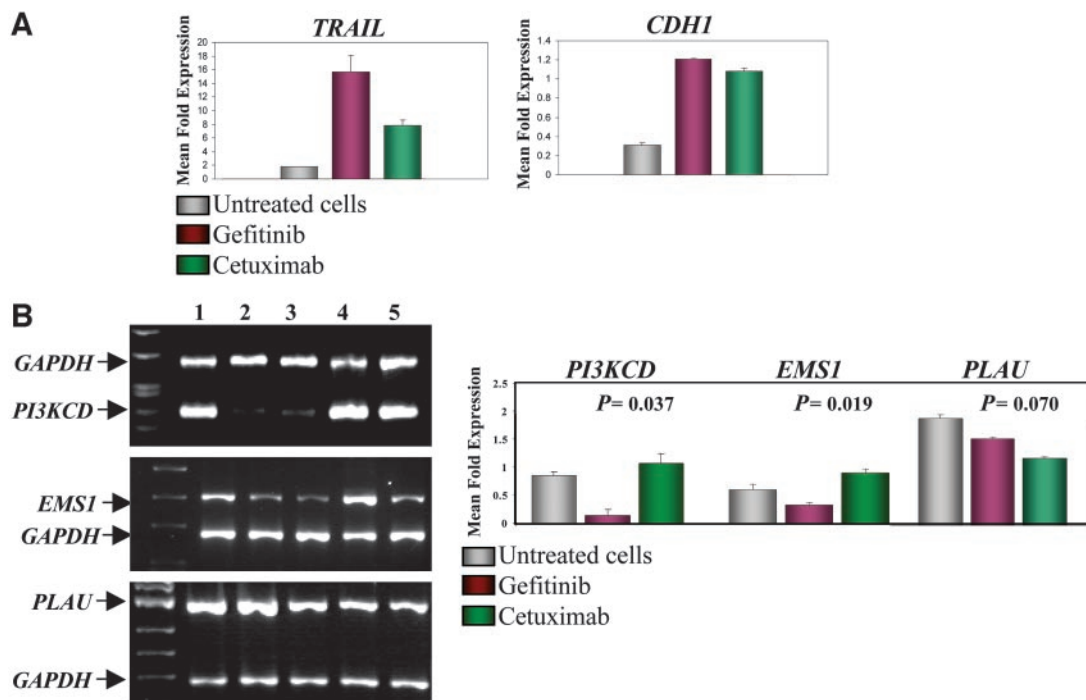 A
TRAIL
CDH1
Mean Fold Expression
20
18
16
14
12
10
8
6
4
2
0
Mean Fold Expression
1.4
1.2
1
0.8
0.6
0.4
0.2
0
Untreated cells
Gefitinib
Cetuximab
B
1 2 3 4 5
GAPDH
PI3KCD
EMS1
GAPDH
PLAU
GAPDH
PI3KCD EMS1 PLAU
P= 0.037 P= 0.019 P= 0.070
Mean Fold Expression
2.5
2
1.5
1
0.5
0
Untreated cells
Gefitinib
Cetuximab